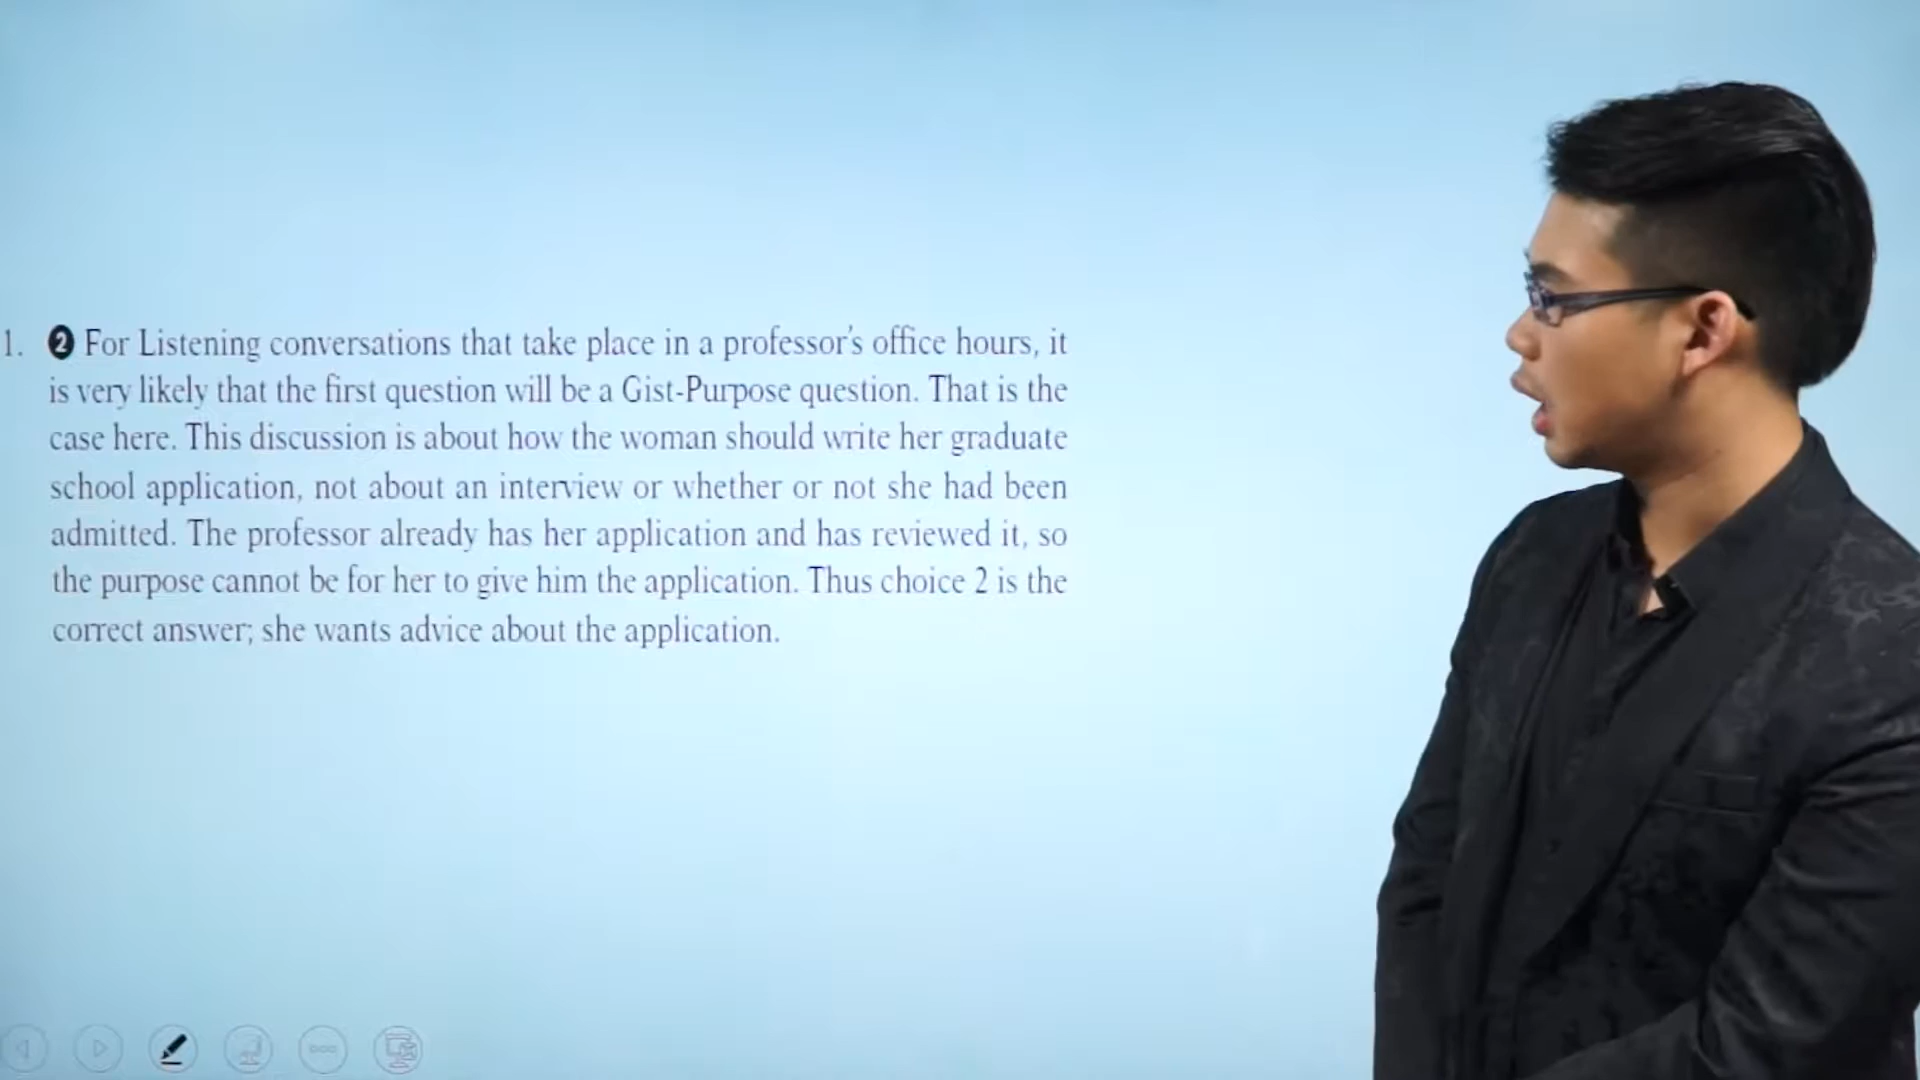 1. ❷ For Listening conversations that take place in a professor's office hours, it
is very likely that the first question will be a Gist-Purpose question. That is the
case here. This discussion is about how the woman should write her graduate
school application, not about an interview or whether or not she had been
admitted. The professor already has her application and has reviewed it, so
the purpose cannot be for her to give him the application. Thus choice 2 is the
correct answer; she wants advice about the application.